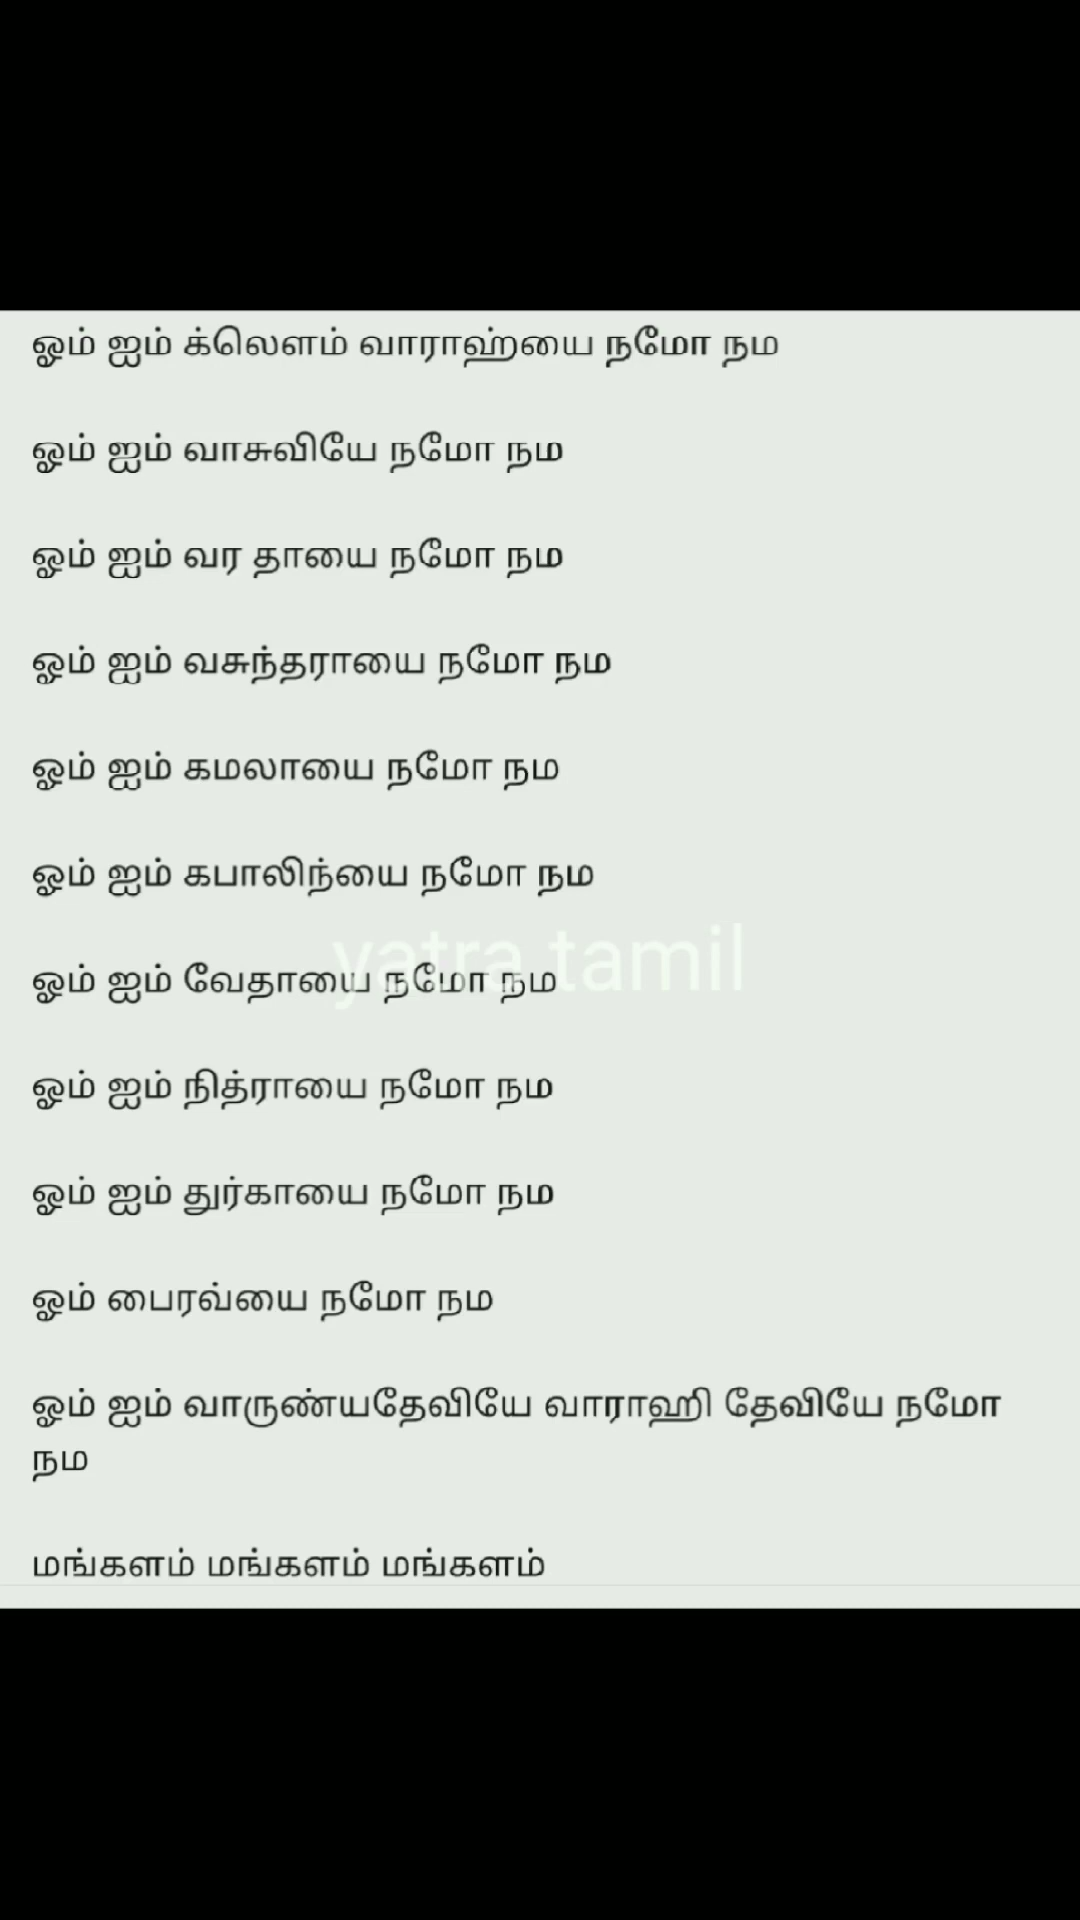 ஓம் ஐம் க்லௌம் வாராஹ்யை நமோ நம
ஓம் ஐம் வாசுவியே நமோ நம
ஓம் ஐம் வர தாயை நமோ நம
ஓம் ஐம் வசுந்தராயை நமோ நம
ஓம் ஐம் கமலாயை நமோ நம
ஓம் ஐம் கபாலிந்யை நமோ நம
yatra tamil
ஓம் ஐம் வேதாயை நமோ நம
ஓம் ஐம் நித்ராயை நமோ நம
ஓம் ஐம் துர்காயை நமோ நம
ஓம் பைரவ்யை நமோ நம
ஓம் ஐம் வாருண்யதேவியே வாராஹி தேவியே நமோ
நம
மங்களம் மங்களம் மங்களம்